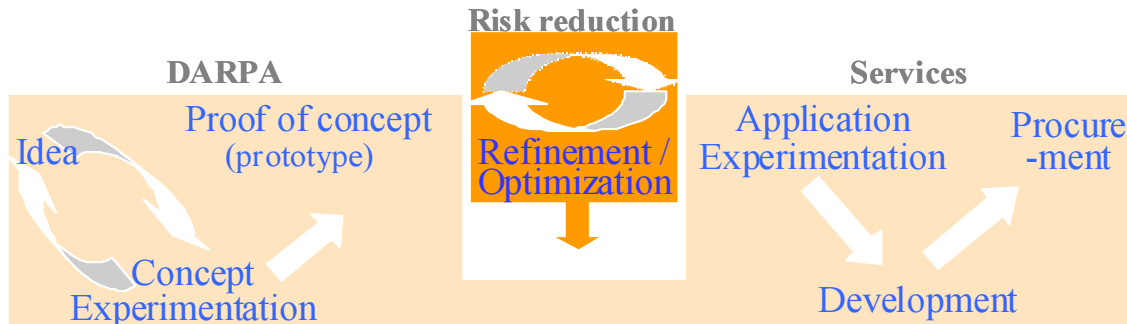 Risk reduction
DARPA
Services
Idea
Proof of concept
(prototype)
Concept
Experimentation
Refinement /
Optimization
Application
Experimentation
Development
Procure
-ment